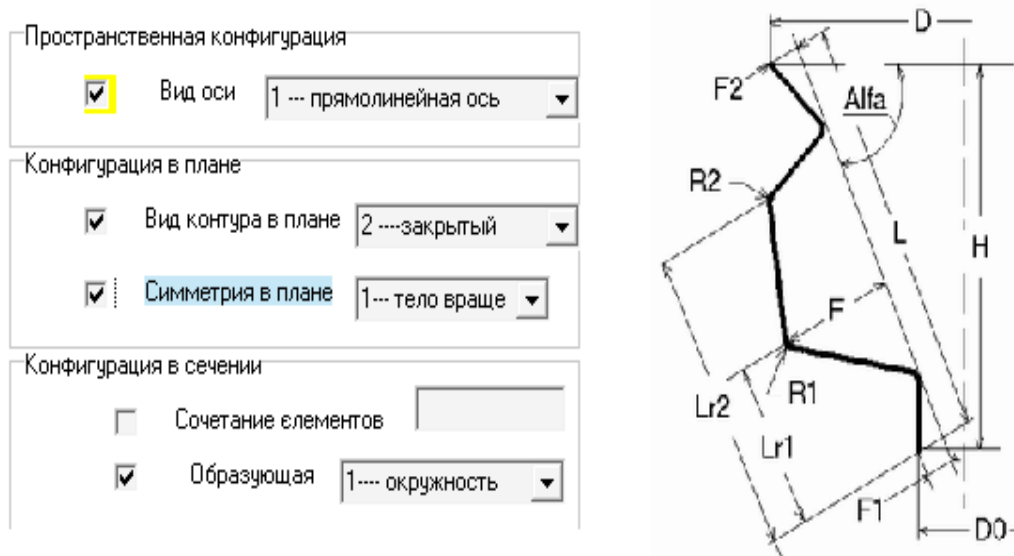 Пространственная конфигурация
Вид оси 1 --- прямолинейная ось
Конфигурация в плане
Вид контура в плане 2 ----закрытый
Симметрия в плане 1--- тело враще
Конфигурация в сечении
Сочетание єлементов
Образующая 1---- окружность
D
F2
Alfa
R2
L
H
F
R1
Lr2
Lr1
F1
D0